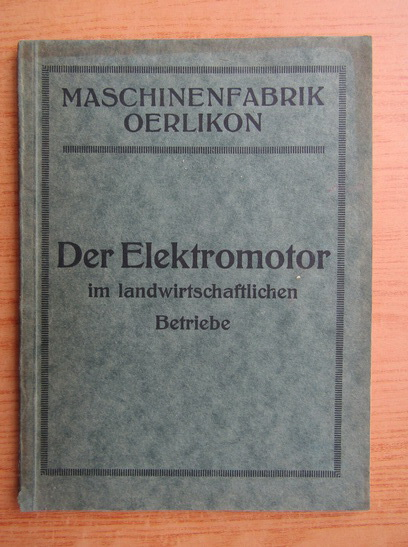 MASCHINENFABRIK
OERLIKON
Der Elektromotor
im landwirtschaftlichen
Betriebe